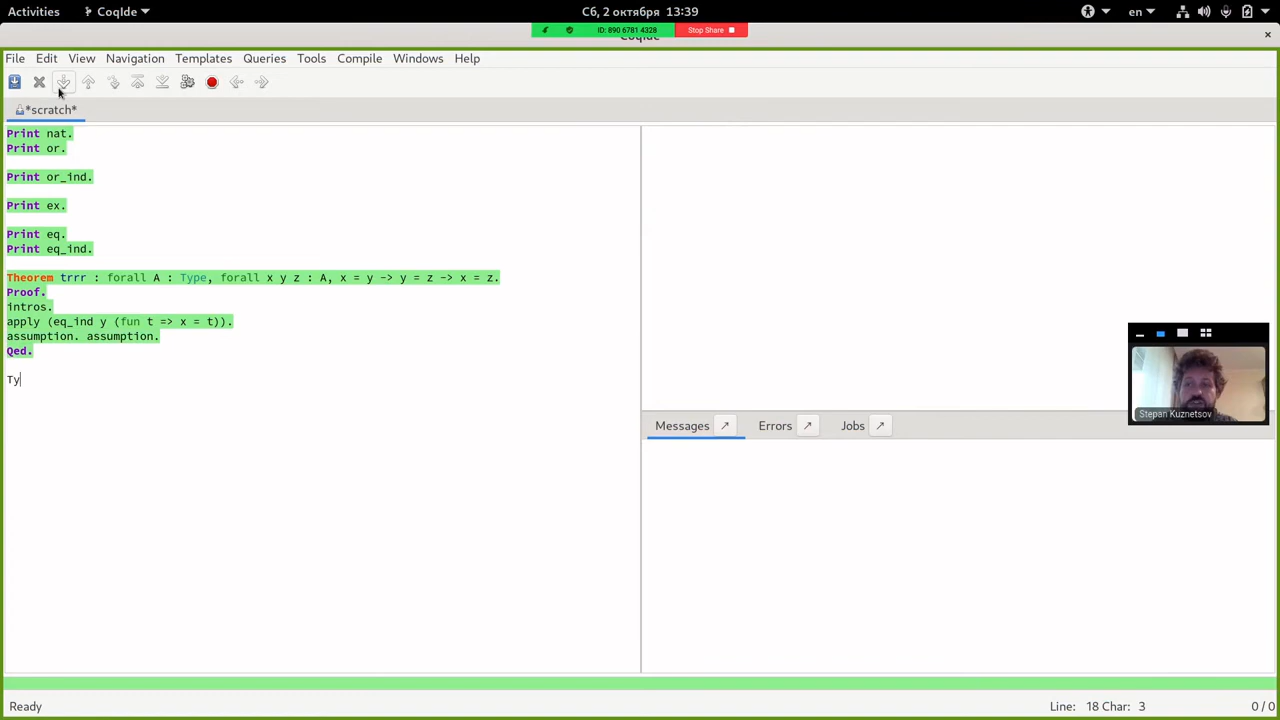 Activities CoqIde Сб, 2 октября 13:39 en
ID: 890 6781 4328 Stop Share
File Edit View Navigation Templates Queries Tools Forward Compile Windows Help
*scratch*
Print nat.
Print or.
Print or_ind.
Print ex.
Print eq.
Print eq_ind.
Theorem trrr : forall A : Type, forall x y z : A, x = y -> y = z -> x = z.
Proof.
intros.
apply (eq_ind y (fun t => x = t)).
assumption. assumption.
Qed.
Ty
Stepan Kuznetsov
Messages Errors Jobs
Ready Line: 18 Char: 3 0 / 0